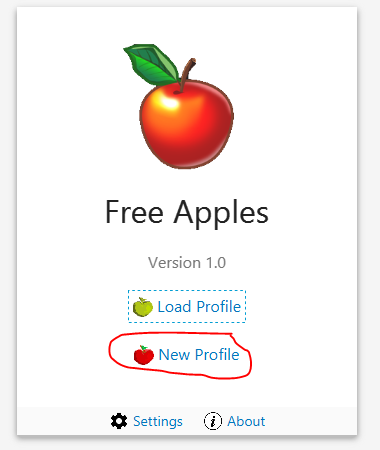 Free Apples
Version 1.0
Load Profile
New Profile
Settings About